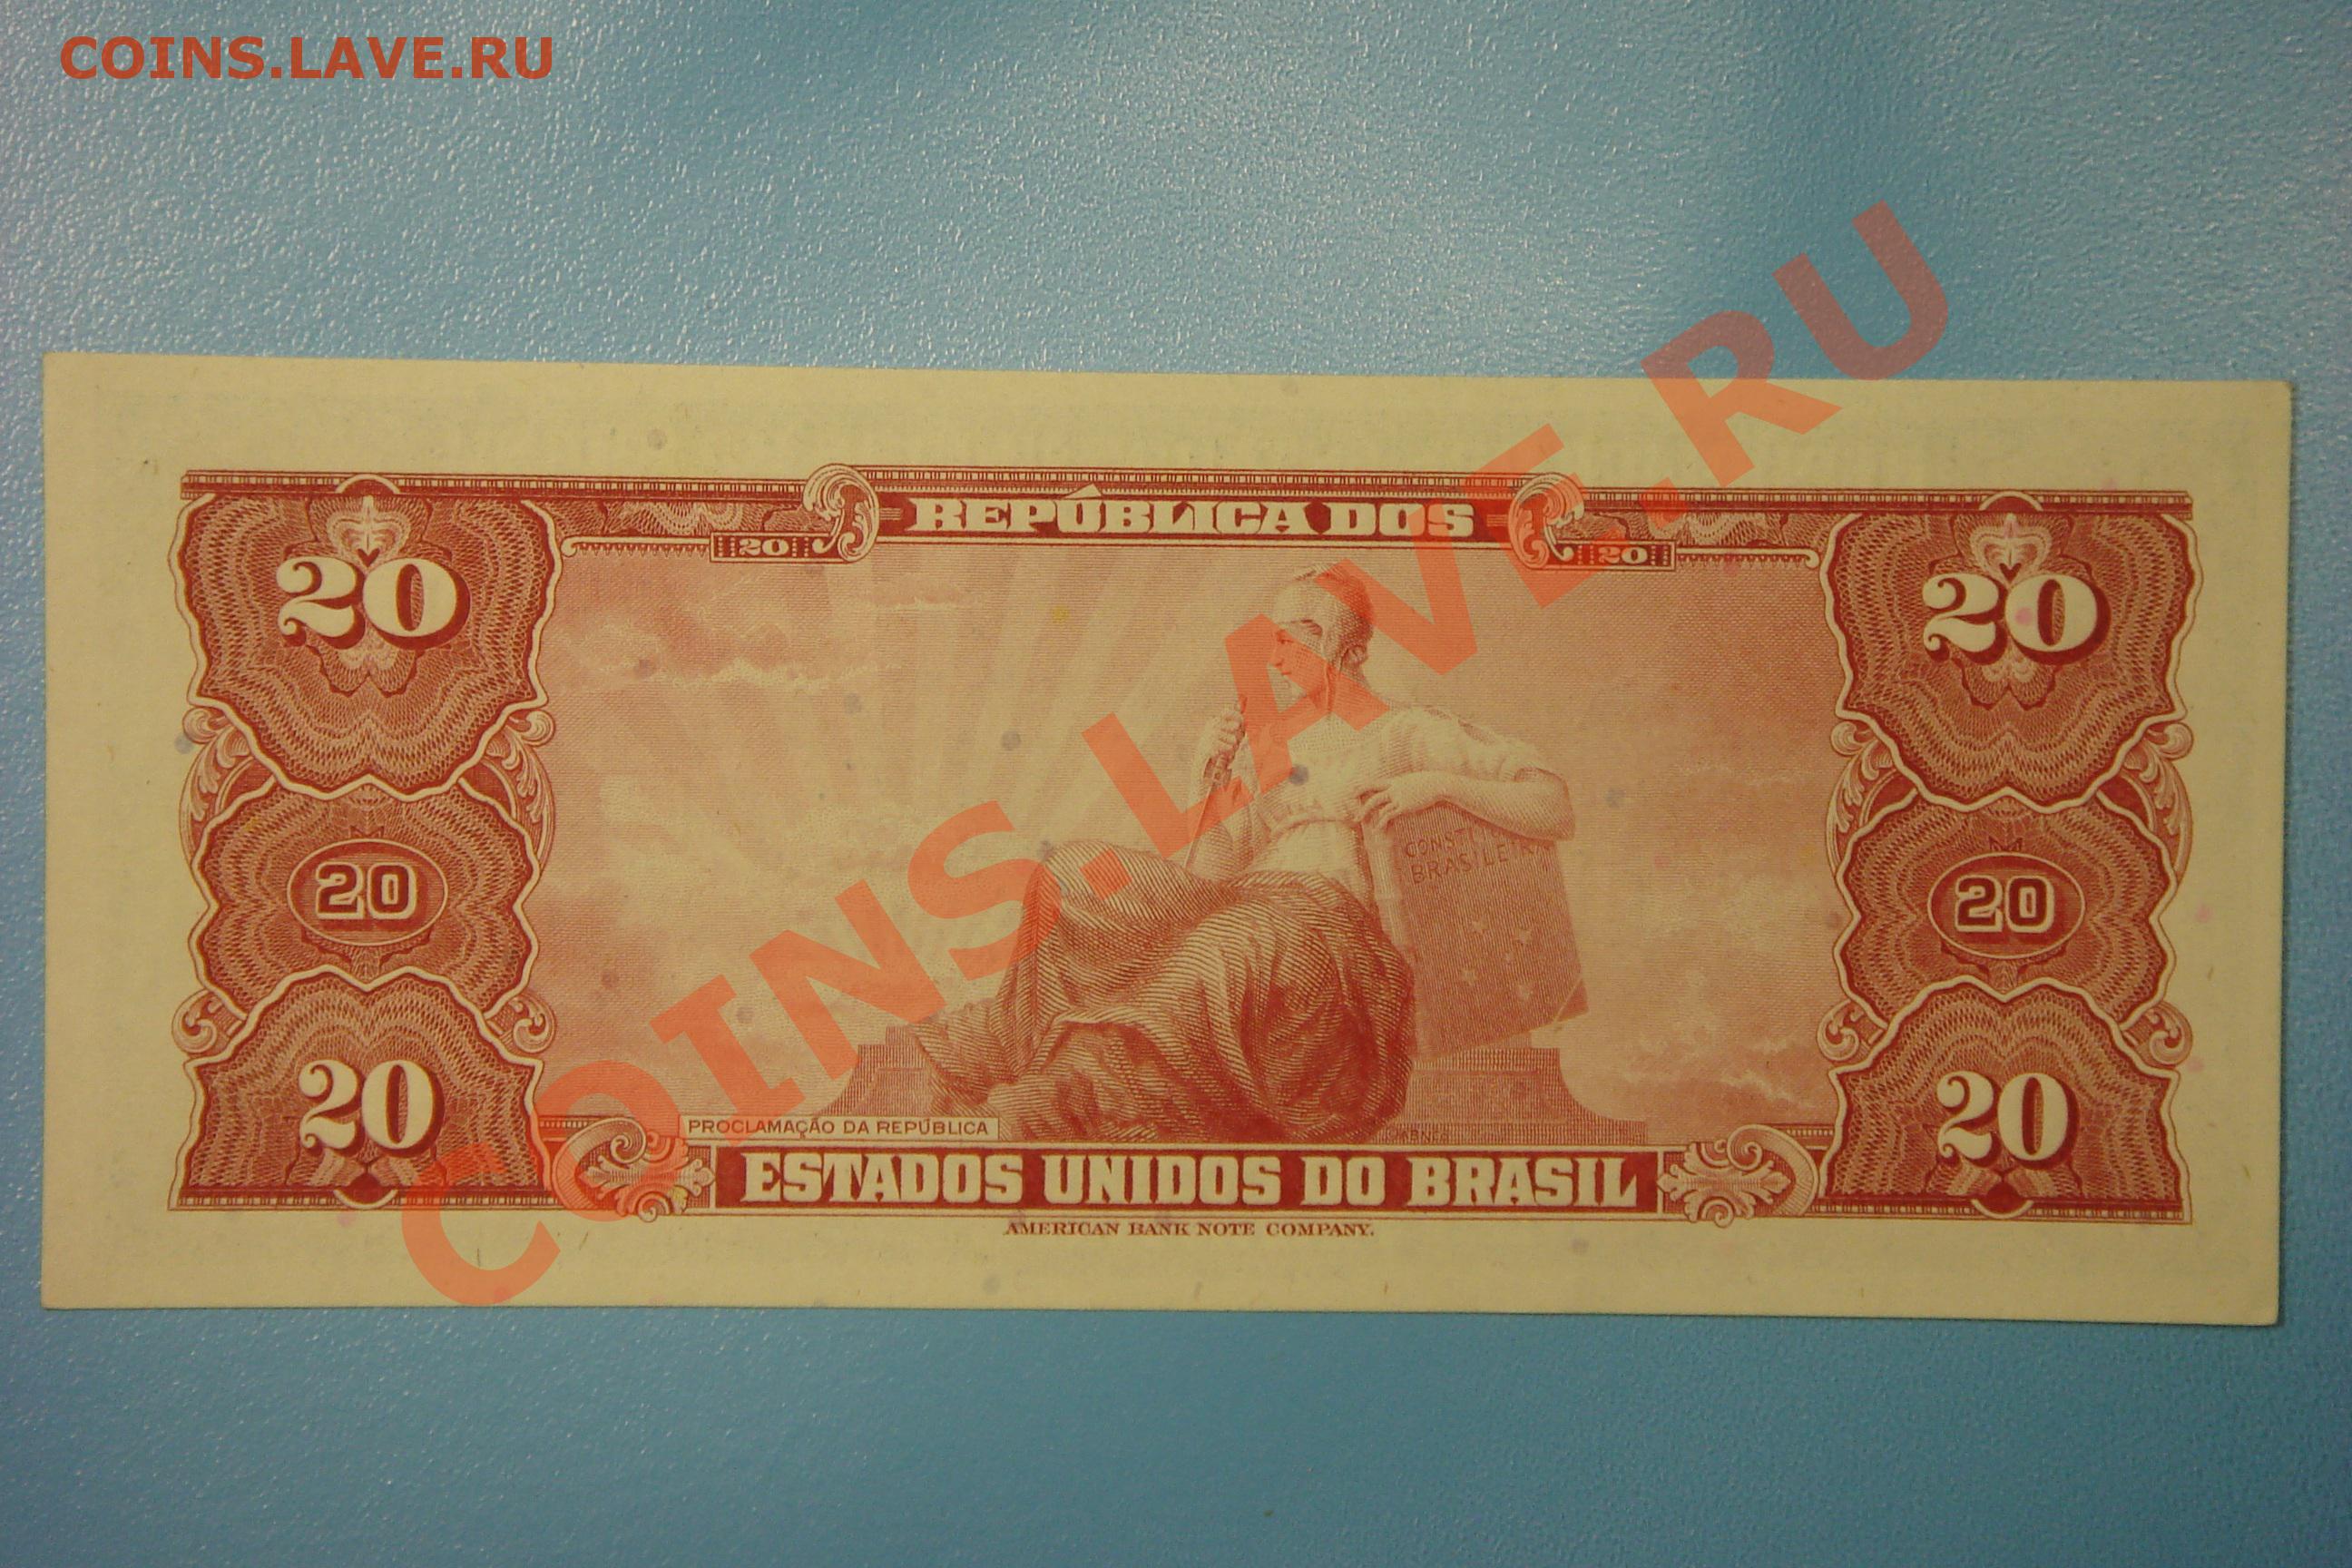 COINS.LAVE.RU
REPÚBLICA DOS
20 20
20 20
COINS.LAVE.RU
BRASILEIRA
20 20
20 20
PROCLAMAÇÃO DA REPÚBLICA
ESTADOS UNIDOS DO BRASIL
AMERICAN BANK NOTE COMPANY.